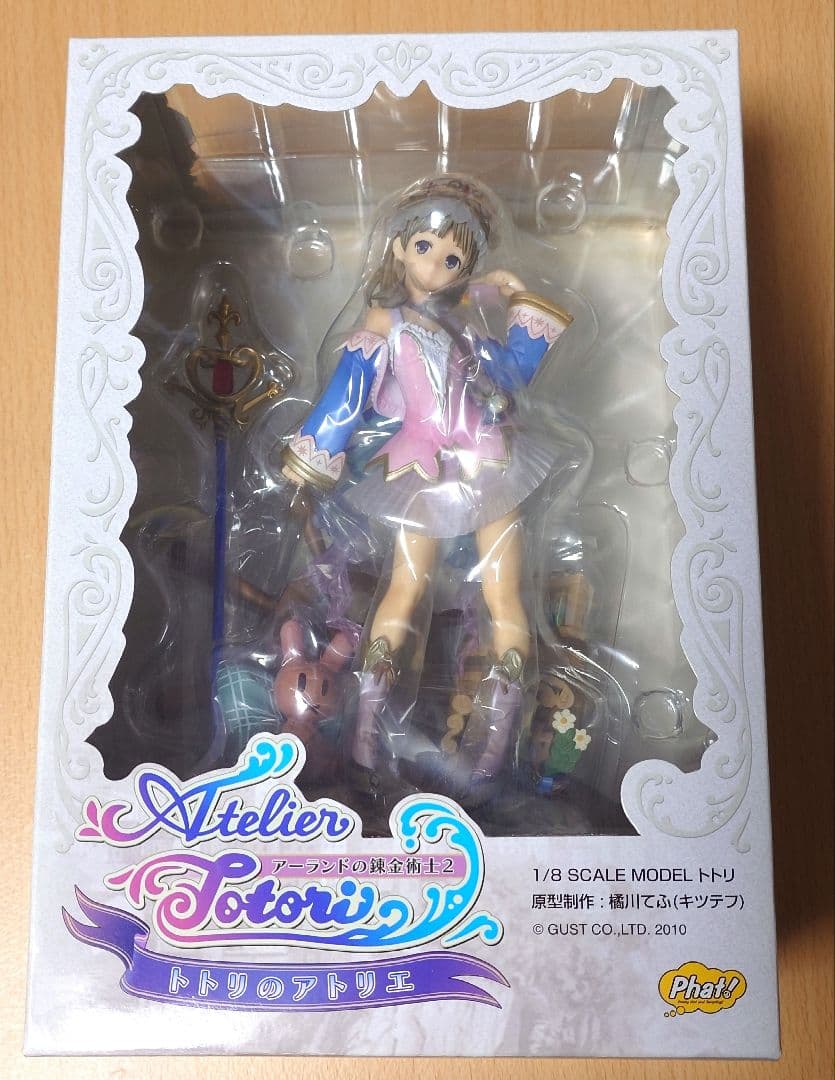 Atelier
アーランドの錬金術士2
Totori
トトリのアトリエ
1/8 SCALE MODEL トトリ
原型制作 : 橘川てふ(キツテフ)
© GUST CO.,LTD. 2010
Phat!